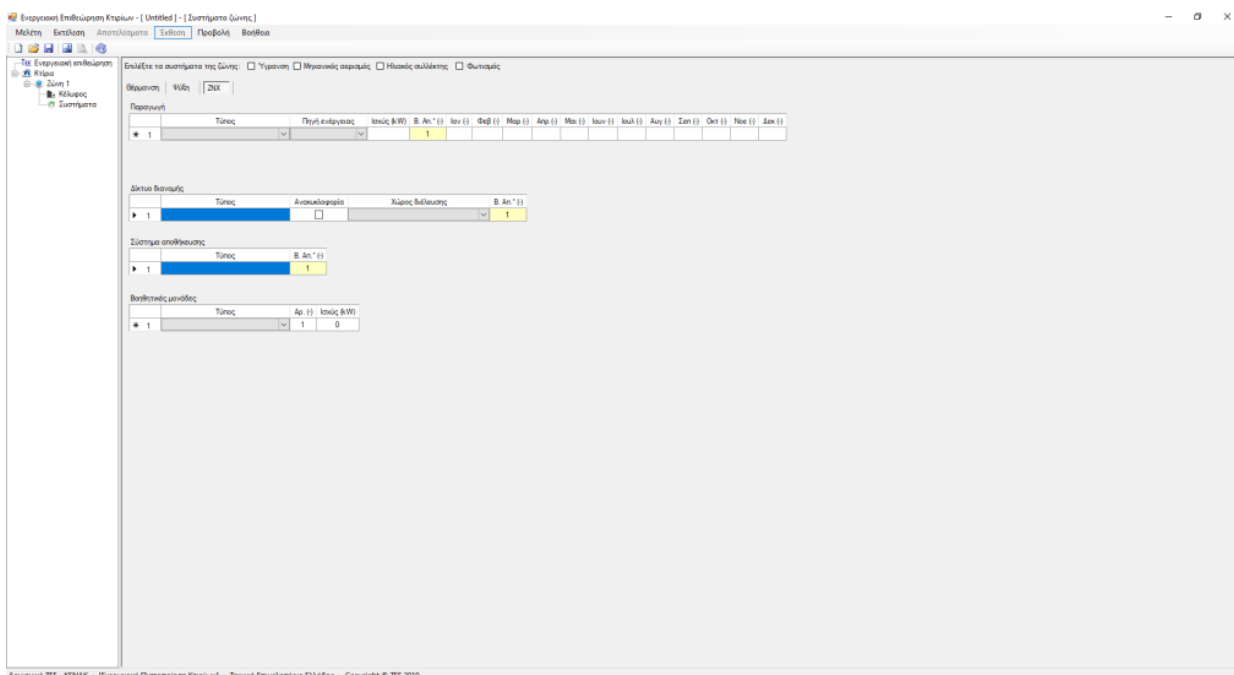 Ενεργειακή Επιθεώρηση Κτιρίων - [ Untitled ] - [ Συστήματα ζώνης ]
Μελέτη Εκτέλεση Αποτελέσματα Έκθεση Προβολή Βοήθεια
ΤΕΕ Ενεργειακή επιθεώρηση
Κτίριο
Ζώνη 1
Κέλυφος
Συστήματα
Επιλέξτε τα συστήματα της ζώνης: Ύγρανση Μηχανικός αερισμός Ηλιακός συλλέκτης Φωτισμός
Θέρμανση Ψύξη ΖΝΧ
Παραγωγή
Τύπος Πηγή ενέργειας Ισχύς (kW) Β. Απ.* (-) Ιαν (-) Φεβ (-) Μαρ (-) Απρ (-) Μαι (-) Ιουν (-) Ιουλ (-) Αυγ (-) Σεπ (-) Οκτ (-) Νοε (-) Δεκ (-)
1 1
Δίκτυο διανομής
Τύπος Ανακυκλοφορία Χώρος διέλευσης Β. Απ.* (-)
1 1
Σύστημα αποθήκευσης
Τύπος Β. Απ.* (-)
1 1
Βοηθητικές μονάδες
Τύπος Αρ. (-) Ισχύς (kW)
1 1 0